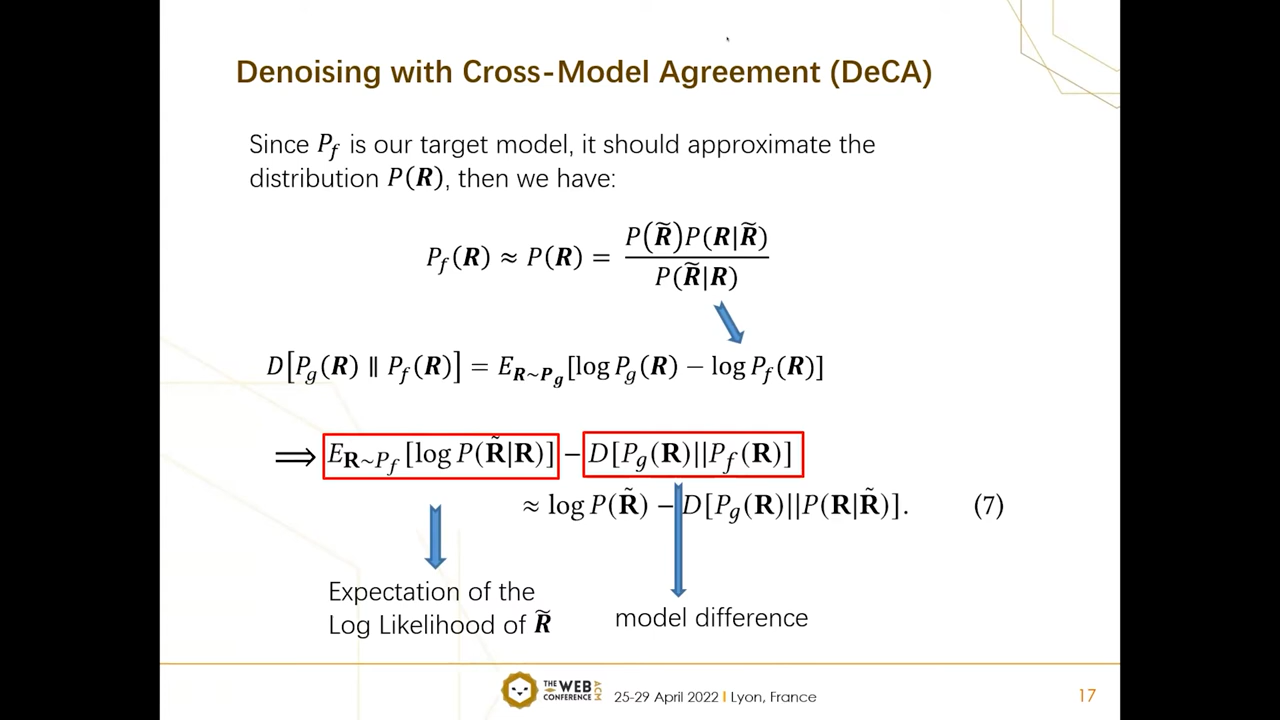 Denoising with Cross-Model Agreement (DeCA)
Since P_f is our target model, it should approximate the
distribution P(R), then we have:
P_f(R) ≈ P(R) = P(R̃)P(R|R̃) / P(R̃|R)
D[P_g(R) ‖ P_f(R)] = E_{R~P_g}[log P_g(R) − log P_f(R)]
⟹ E_{R~P_f}[log P(R̃|R)] − D[P_g(R)||P_f(R)]
≈ log P(R̃) − D[P_g(R)||P(R|R̃)]. (7)
Expectation of the
Log Likelihood of R̃
model difference
THE WEB CONFERENCE ACM
25-29 April 2022 I Lyon, France
17